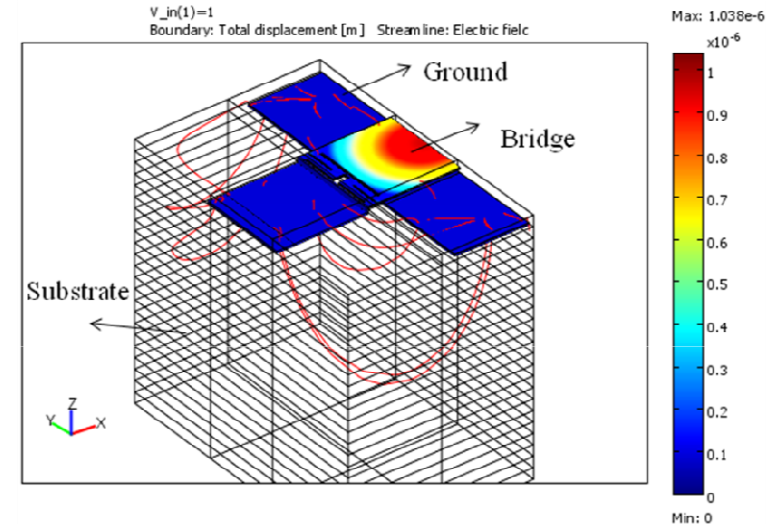 V_in(1)=1
Boundary: Total displacement [m] Streamline: Electric field
Max: 1.038e-6
x10-6
1
0.9
0.8
0.7
0.6
0.5
0.4
0.3
0.2
0.1
0
Min: 0
Ground
Bridge
Substrate
Z
Y
X